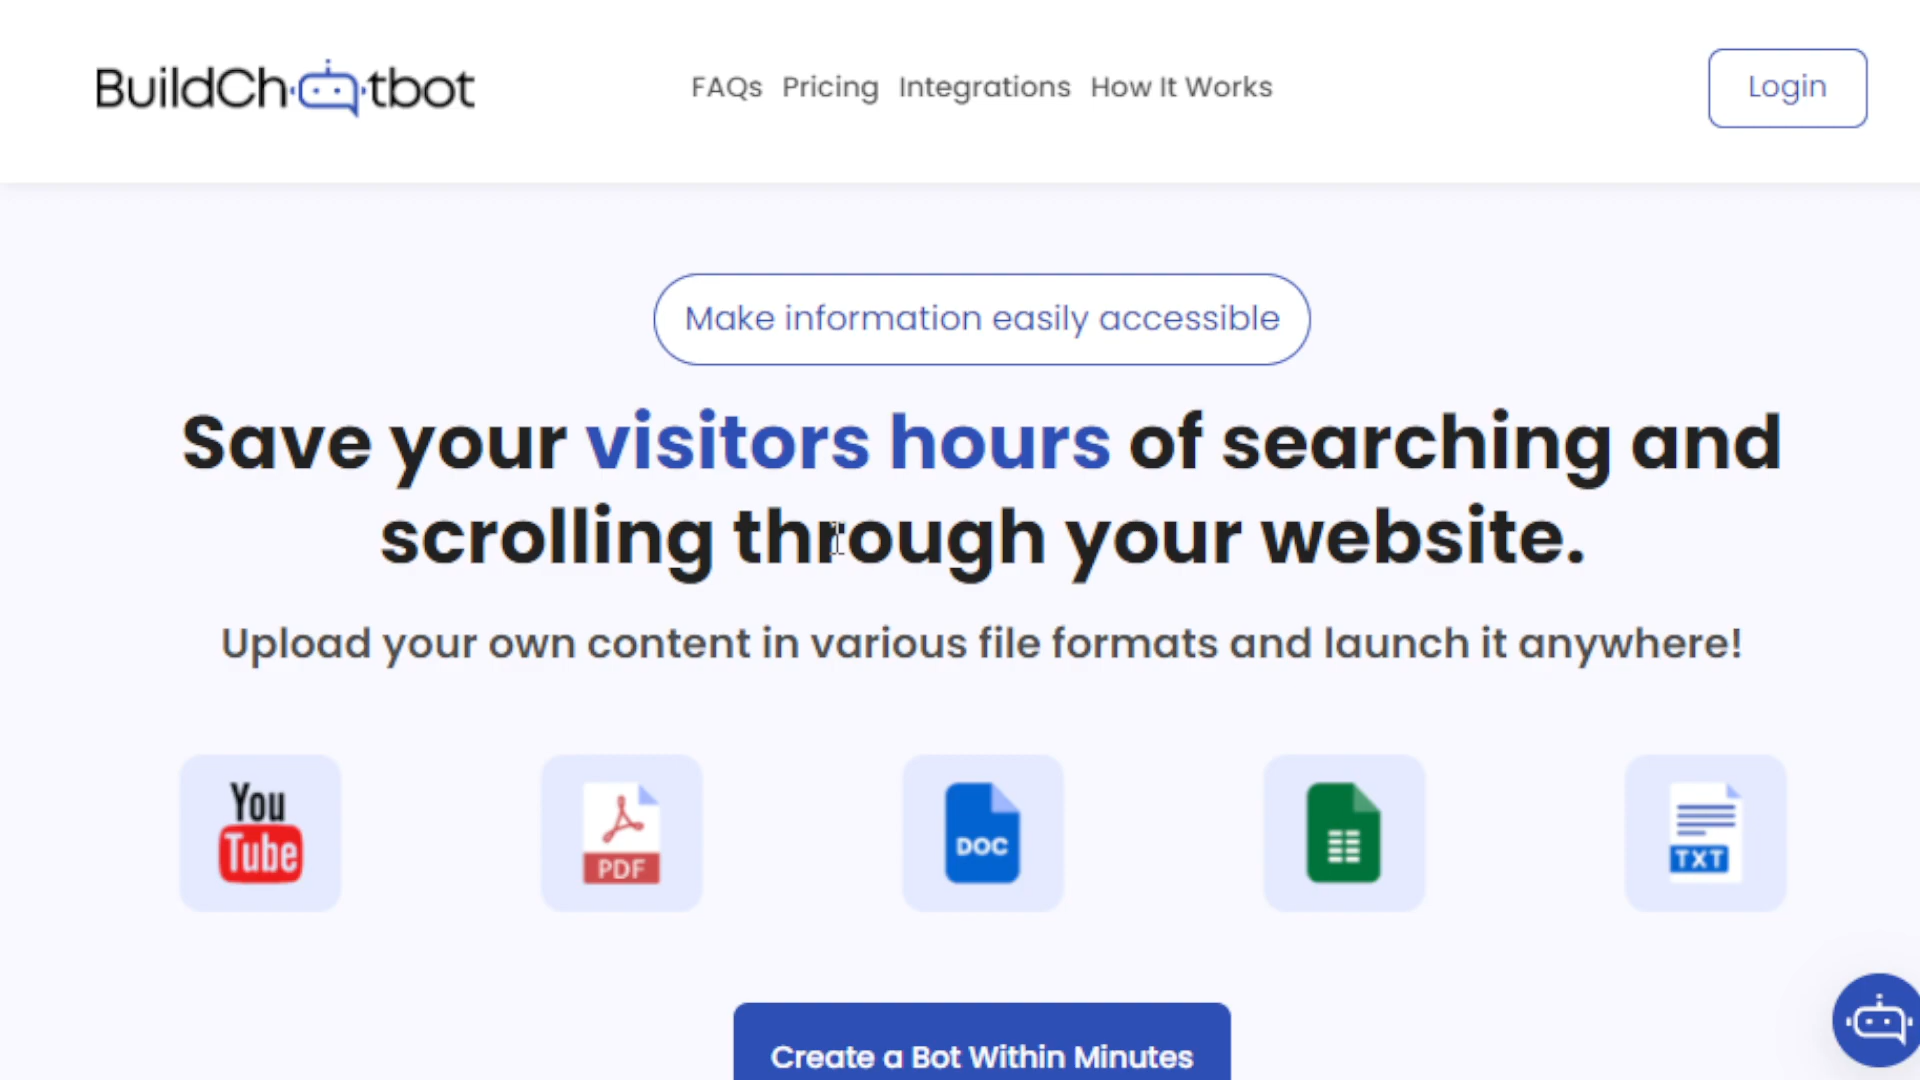 BuildChatbot
FAQs Pricing Integrations How It Works
Login
Make information easily accessible
Save your visitors hours of searching and
scrolling through your website.
Upload your own content in various file formats and launch it anywhere!
You
Tube
PDF
DOC
TXT
Create a Bot Within Minutes